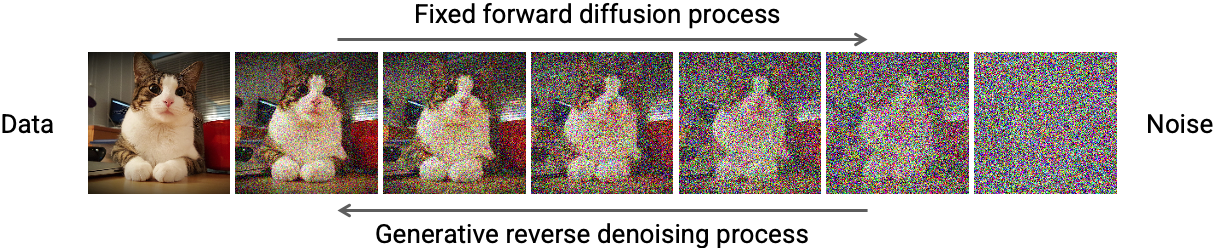 Fixed forward diffusion process
Data
Noise
Generative reverse denoising process